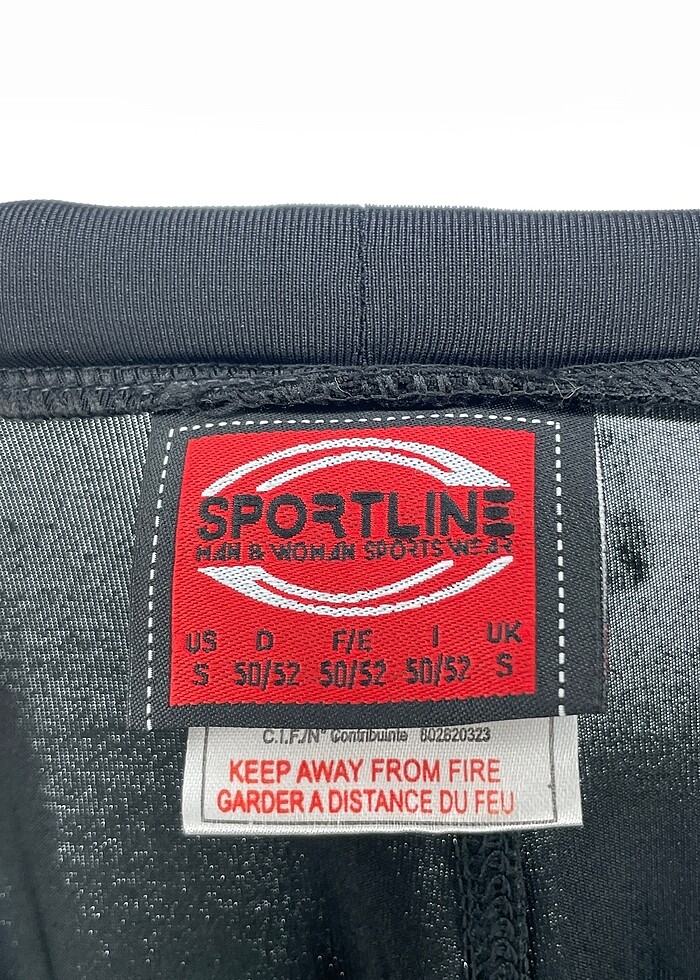 SPORTLINE
MAN & WOMAN SPORTS WEAR
US D F/E I UK
S 50/52 50/52 50/52 S
C.I.F./N° Contribuinte 802820323
KEEP AWAY FROM FIRE
GARDER A DISTANCE DU FEU